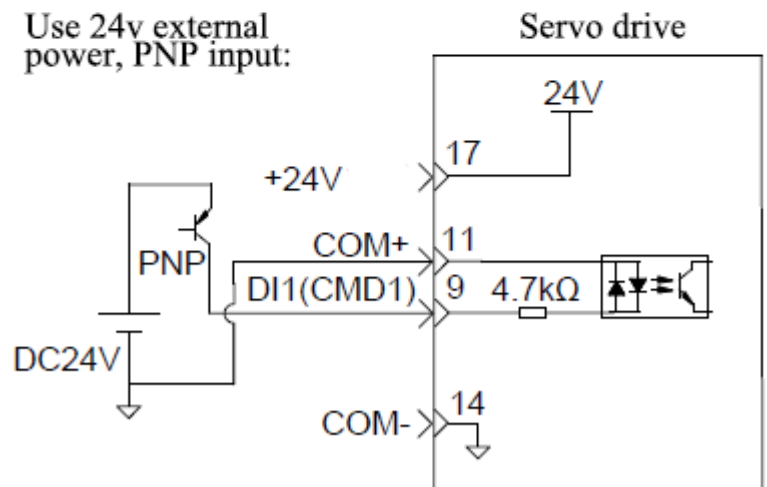 Use 24v external
power, PNP input:
Servo drive
24V
17
+24V
11
COM+
PNP
9
DI1(CMD1)
4.7kΩ
DC24V
14
COM-